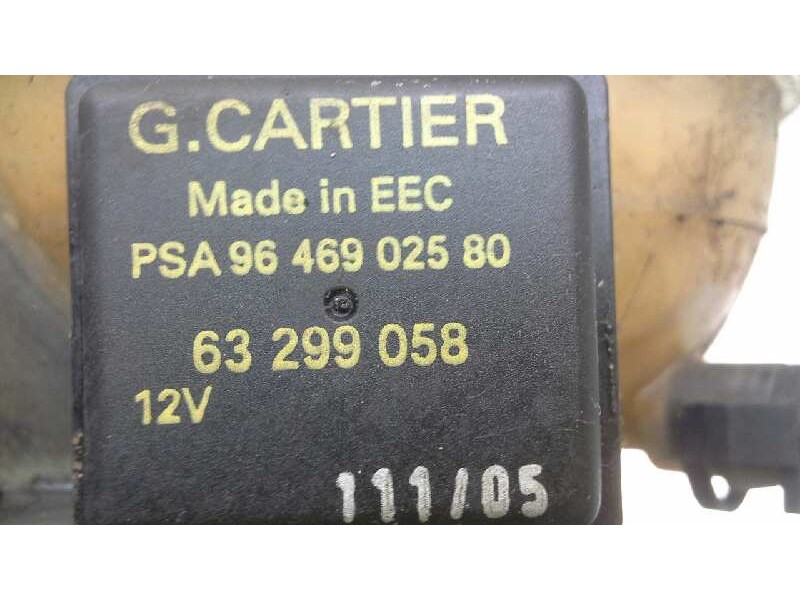 G.CARTIER
Made in EEC
PSA 96 469 025 80
63 299 058
12V
111/05